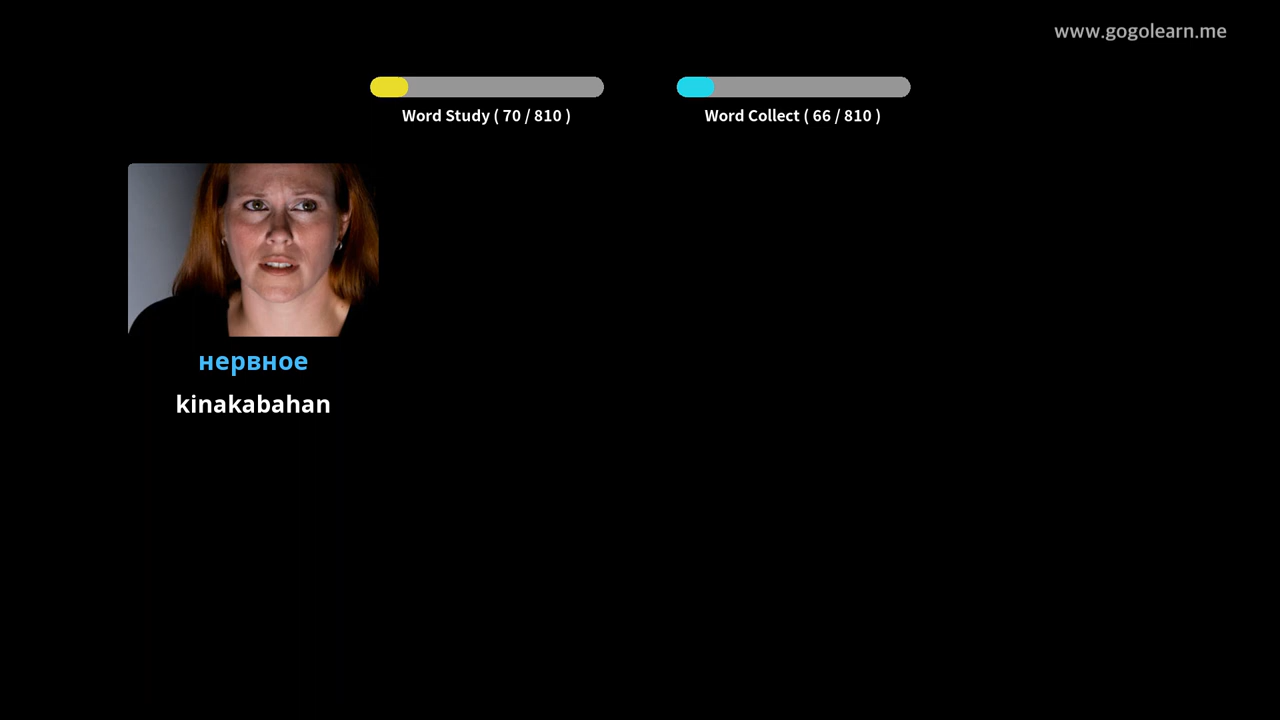 www.gogolearn.me
Word Study ( 70 / 810 )
Word Collect ( 66 / 810 )
нервное
kinakabahan